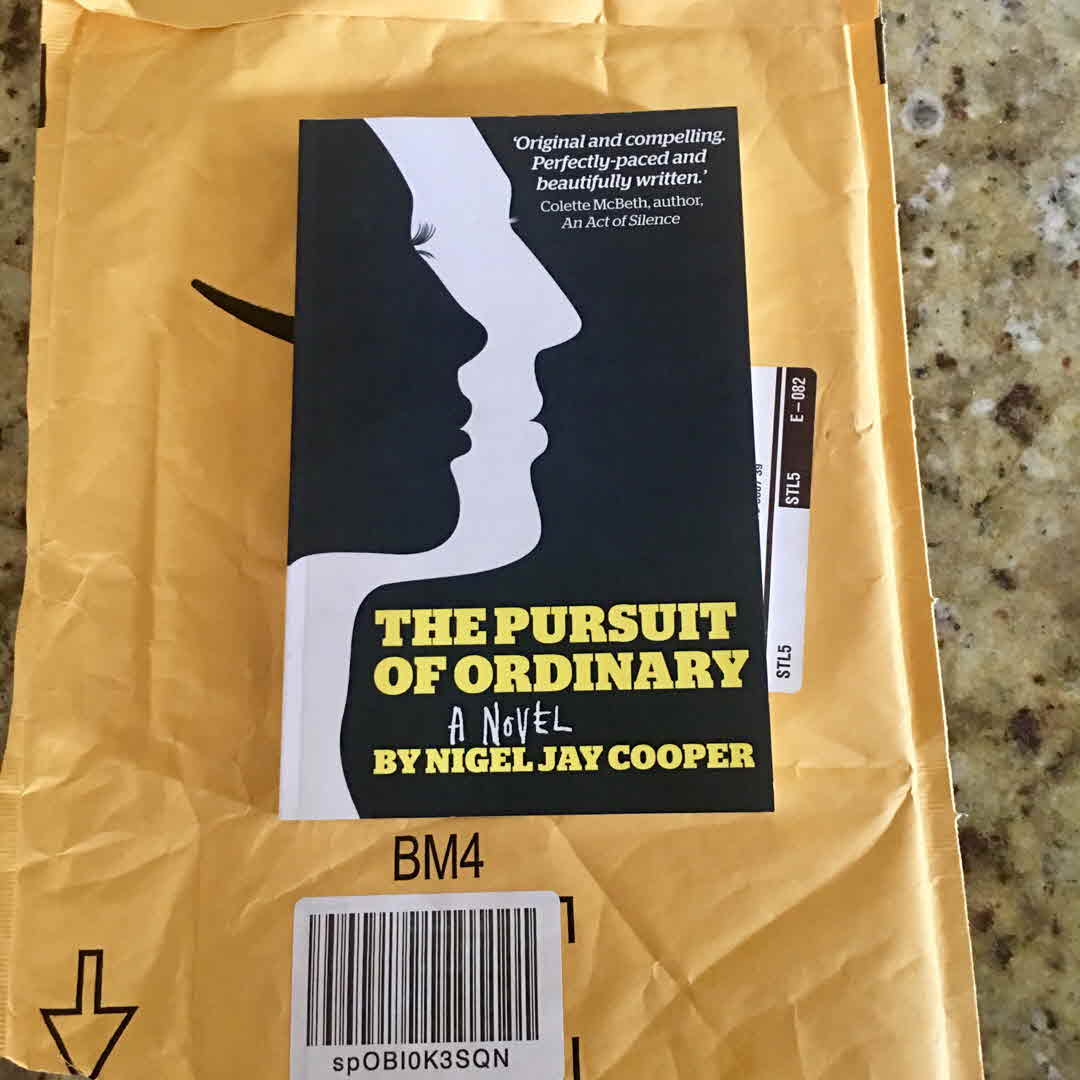 'Original and compelling.
Perfectly-paced and
beautifully written.'
Colette McBeth, author,
An Act of Silence
THE PURSUIT
OF ORDINARY
A NOVEL
BY NIGEL JAY COOPER
E-082
STL5
STL5
BM4
spOBI0K3SQN